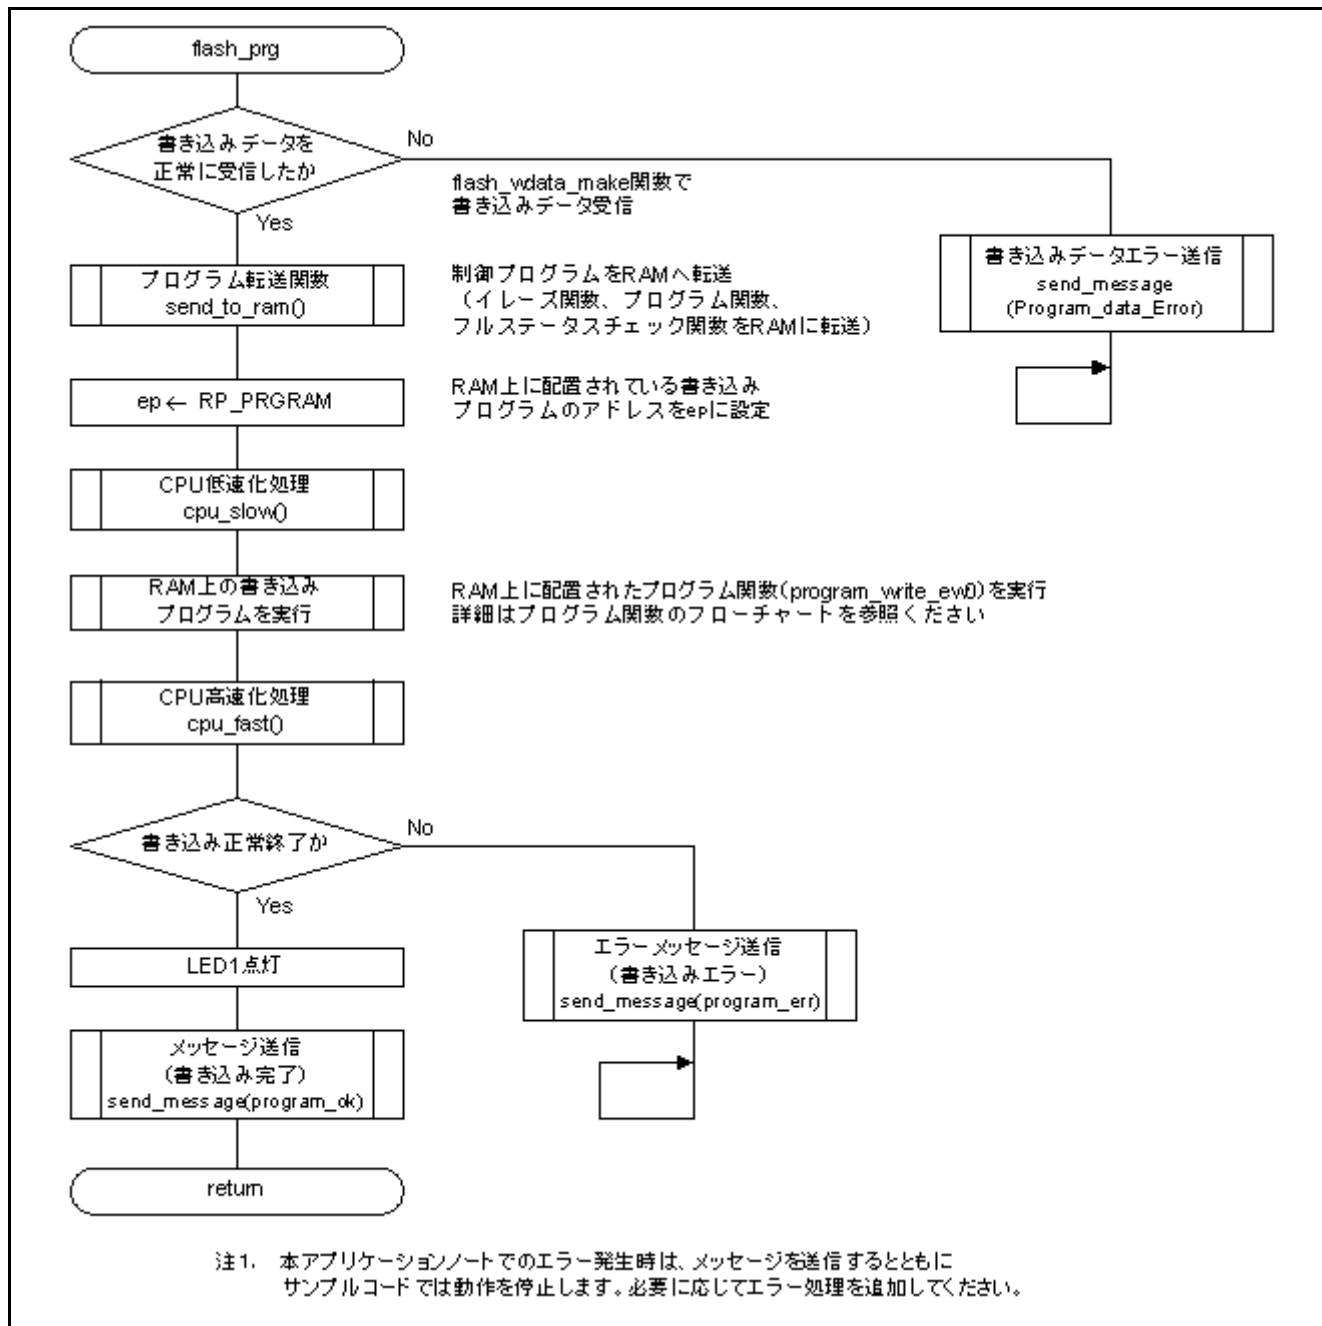 flash_prg
書き込みデータを
正常に受信したか
No
flash_wdata_make関数で
書き込みデータ受信
Yes
書き込みデータエラー送信
send_message
(Program_data_Error)
プログラム転送関数
send_to_ram()
制御プログラムをRAMへ転送
（イレーズ関数、プログラム関数、
フルステータスチェック関数をRAMに転送）
ep← RP_PRGRAM
RAM上に配置されている書き込み
プログラムのアドレスをepに設定
CPU低速化処理
cpu_slow()
RAM上の書き込み
プログラムを実行
RAM上に配置されたプログラム関数(program_write_ew0)を実行
詳細はプログラム関数のフローチャートを参照ください
CPU高速化処理
cpu_fast()
書き込み正常終了か
No
Yes
LED1点灯
エラーメッセージ送信
（書き込みエラー）
send_message(program_err)
メッセージ送信
（書き込み完了）
send_message(program_ok)
return
注1. 本アプリケーションノートでのエラー発生時は、メッセージを送信するとともに
サンプルコードでは動作を停止します。必要に応じてエラー処理を追加してください。